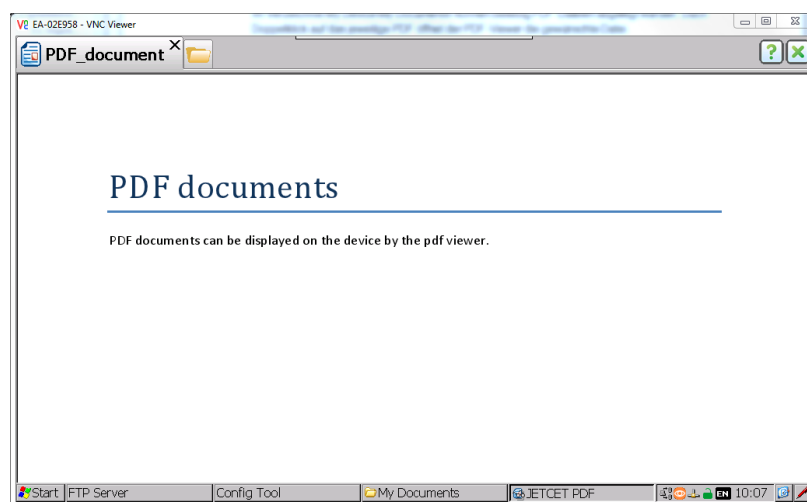 EA-02E958 - VNC Viewer
PDF_document
PDF documents
PDF documents can be displayed on the device by the pdf viewer.
Start FTP Server Config Tool My Documents JETCET PDF EN 10:07